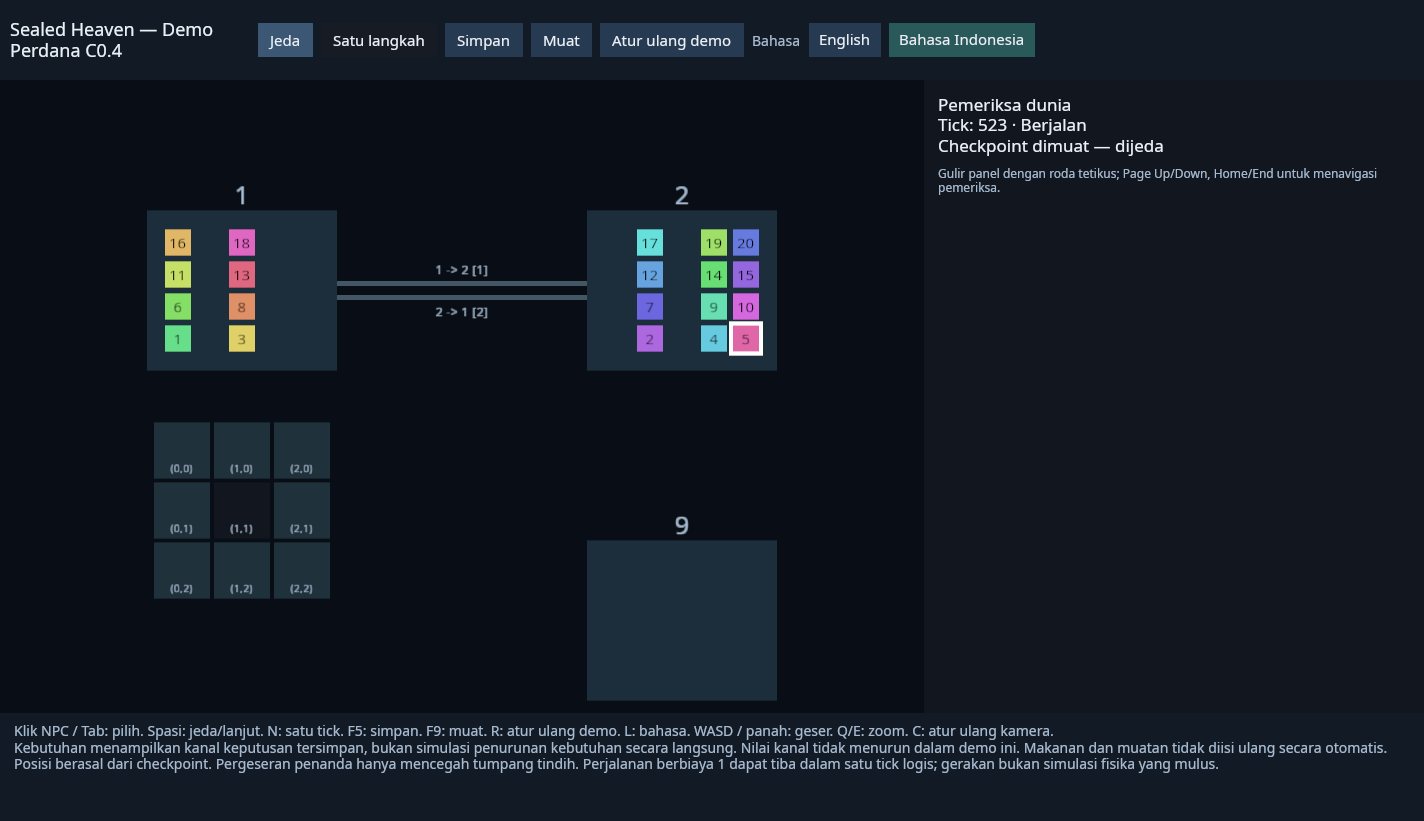 Sealed Heaven — Demo
Perdana C0.4
Jeda
Satu langkah
Simpan
Muat
Atur ulang demo
Bahasa
English
Bahasa Indonesia
Pemeriksa dunia
Tick: 523 · Berjalan
Checkpoint dimuat — dijeda
Gulir panel dengan roda tetikus; Page Up/Down, Home/End untuk menavigasi
pemeriksa.
1
2
16 18
17 19 20
11 13
12 14 15
6 8
7 9 10
1 3
2 4 5
1 -> 2 [1]
2 -> 1 [2]
(0,0) (1,0) (2,0)
(0,1) (1,1) (2,1)
(0,2) (1,2) (2,2)
9
Klik NPC / Tab: pilih. Spasi: jeda/lanjut. N: satu tick. F5: simpan. F9: muat. R: atur ulang demo. L: bahasa. WASD / panah: geser. Q/E: zoom. C: atur ulang kamera.
Kebutuhan menampilkan kanal keputusan tersimpan, bukan simulasi penurunan kebutuhan secara langsung. Nilai kanal tidak menurun dalam demo ini. Makanan dan muatan tidak diisi ulang secara otomatis.
Posisi berasal dari checkpoint. Pergeseran penanda hanya mencegah tumpang tindih. Perjalanan berbiaya 1 dapat tiba dalam satu tick logis; gerakan bukan simulasi fisika yang mulus.